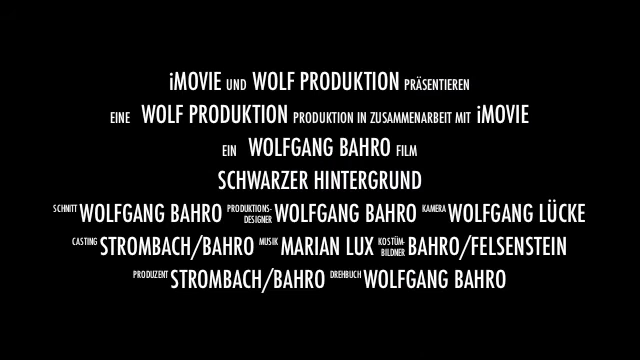 iMOVIE UND WOLF PRODUKTION PRÄSENTIEREN
EINE WOLF PRODUKTION PRODUKTION IN ZUSAMMENARBEIT MIT iMOVIE
EIN WOLFGANG BAHRO FILM
SCHWARZER HINTERGRUND
SCHNITT WOLFGANG BAHRO PRODUKTIONS-DESIGNER WOLFGANG BAHRO KAMERA WOLFGANG LÜCKE
CASTING STROMBACH/BAHRO MUSIK MARIAN LUX KOSTÜM-BILDNER BAHRO/FELSENSTEIN
PRODUZENT STROMBACH/BAHRO DREHBUCH WOLFGANG BAHRO